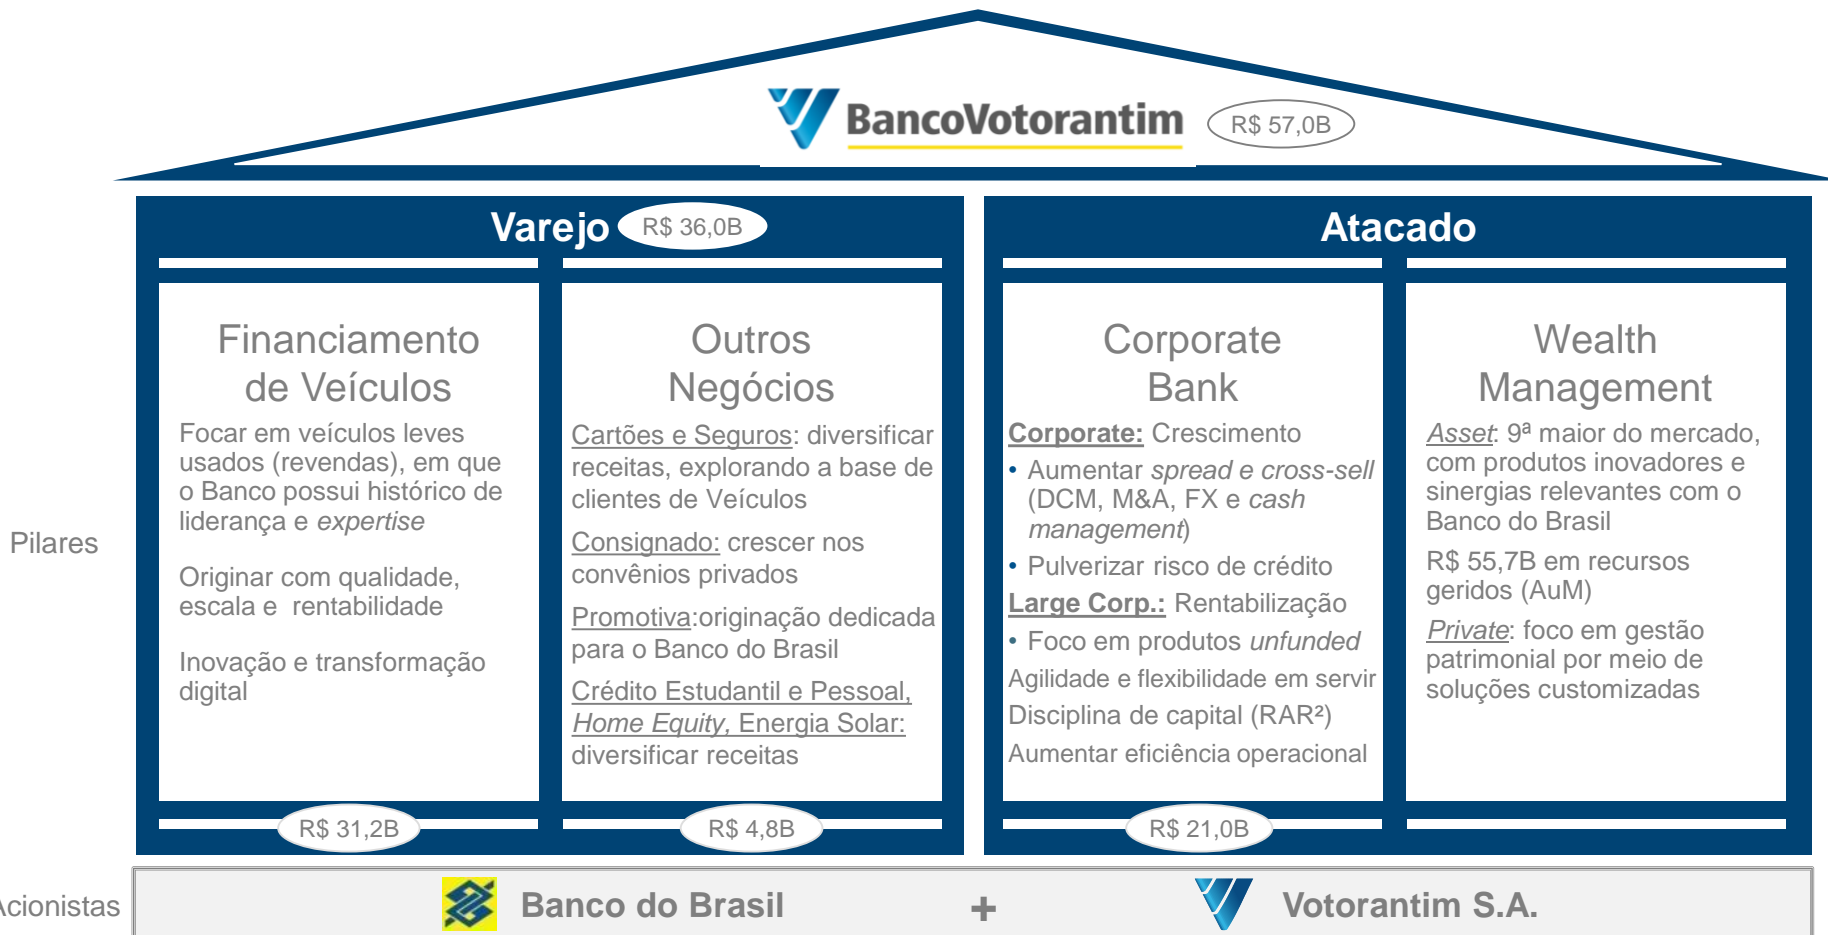 BancoVotorantim
R$ 57,0B
Varejo
R$ 36,0B
Atacado
Pilares
Financiamento
de Veículos
Focar em veículos leves
usados (revendas), em que
o Banco possui histórico de
liderança e expertise
Originar com qualidade,
escala e rentabilidade
Inovação e transformação
digital
R$ 31,2B
Outros
Negócios
Cartões e Seguros: diversificar
receitas, explorando a base de
clientes de Veículos
Consignado: crescer nos
convênios privados
Promotiva:originação dedicada
para o Banco do Brasil
Crédito Estudantil e Pessoal,
Home Equity, Energia Solar:
diversificar receitas
R$ 4,8B
Corporate
Bank
Corporate: Crescimento
• Aumentar spread e cross-sell
(DCM, M&A, FX e cash
management)
• Pulverizar risco de crédito
Large Corp.: Rentabilização
• Foco em produtos unfunded
Agilidade e flexibilidade em servir
Disciplina de capital (RAR²)
Aumentar eficiência operacional
R$ 21,0B
Wealth
Management
Asset: 9ª maior do mercado,
com produtos inovadores e
sinergias relevantes com o
Banco do Brasil
R$ 55,7B em recursos
geridos (AuM)
Private: foco em gestão
patrimonial por meio de
soluções customizadas
Acionistas
Banco do Brasil
+
Votorantim S.A.